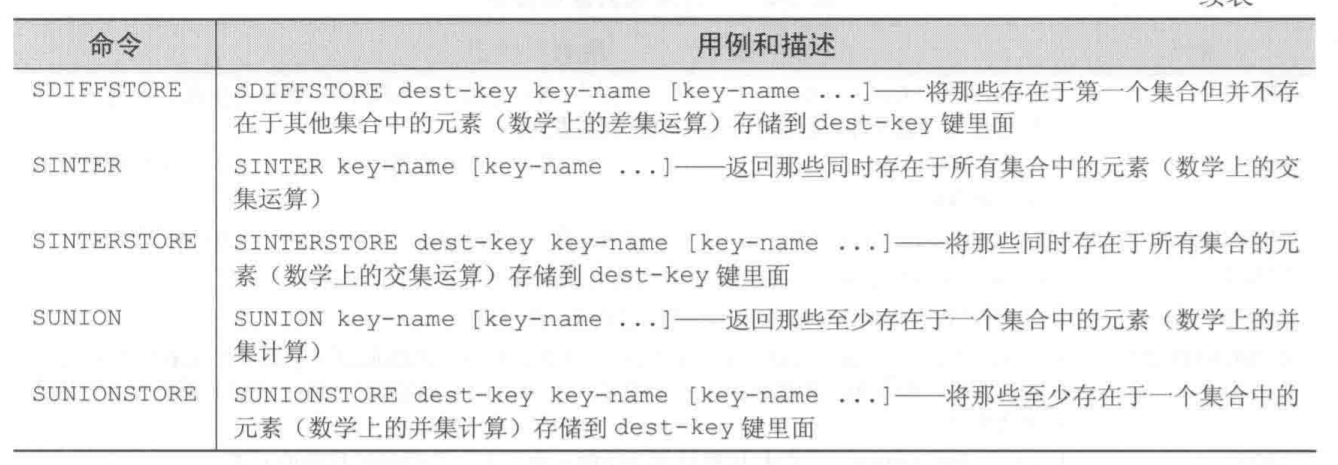 命令 用例和描述
SDIFFSTORE SDIFFSTORE dest-key key-name [key-name ...]——将那些存在于第一个集合但并不存
在于其他集合中的元素（数学上的差集运算）存储到 dest-key 键里面
SINTER SINTER key-name [key-name ...]——返回那些同时存在于所有集合中的元素（数学上的交
集运算）
SINTERSTORE SINTERSTORE dest-key key-name [key-name ...]——将那些同时存在于所有集合的元
素（数学上的交集运算）存储到 dest-key 键里面
SUNION SUNION key-name [key-name ...]——返回那些至少存在于一个集合中的元素（数学上的并
集计算）
SUNIONSTORE SUNIONSTORE dest-key key-name [key-name ...]——将那些至少存在于一个集合中的
元素（数学上的并集计算）存储到 dest-key 键里面